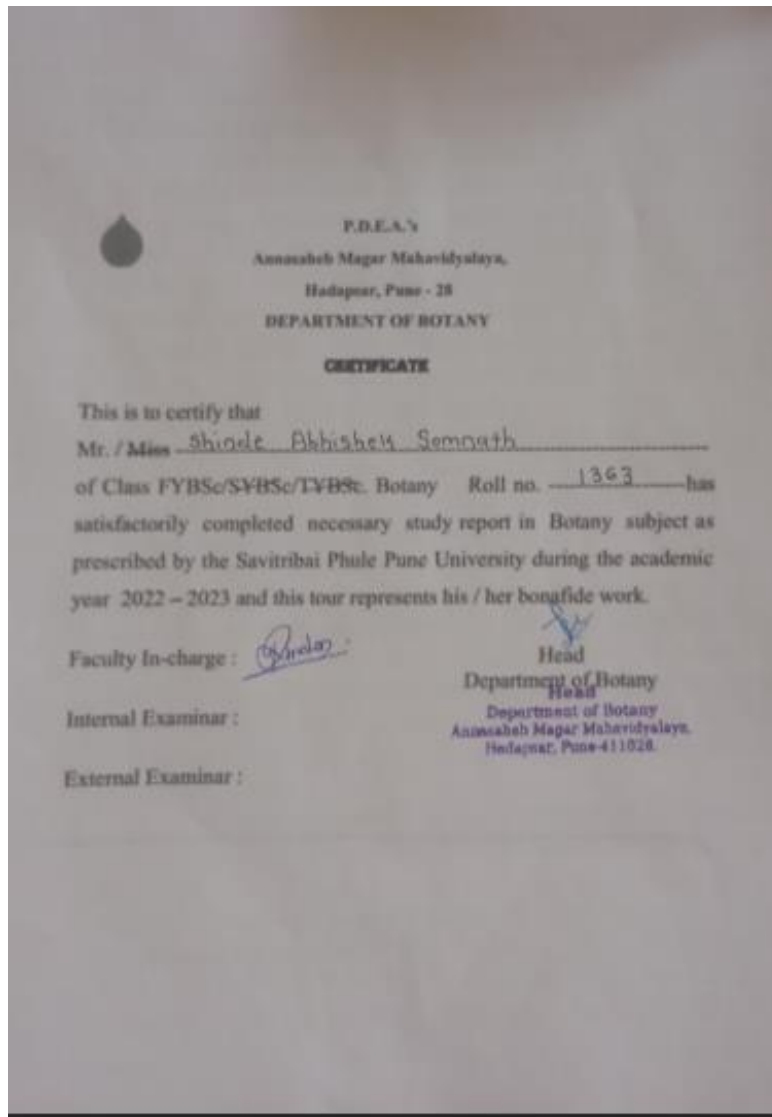 P.D.E.A.'s
Annasaheb Magar Mahavidyalaya,
Hadapsar, Pune - 28
DEPARTMENT OF BOTANY
CERTIFICATE
This is to certify that
Mr. / Miss Shinde Abhishek Somnath
of Class FYBSc/SYBSc/TYBSc. Botany Roll no. 1363 has
satisfactorily completed necessary study report in Botany subject as
prescribed by the Savitribai Phule Pune University during the academic
year 2022 – 2023 and this tour represents his / her bonafide work.
Faculty In-charge :
Head
Department of Botany
Head
Department of Botany
Annasaheb Magar Mahavidyalaya,
Hadapsar, Pune-411028.
Internal Examinar :
External Examinar :